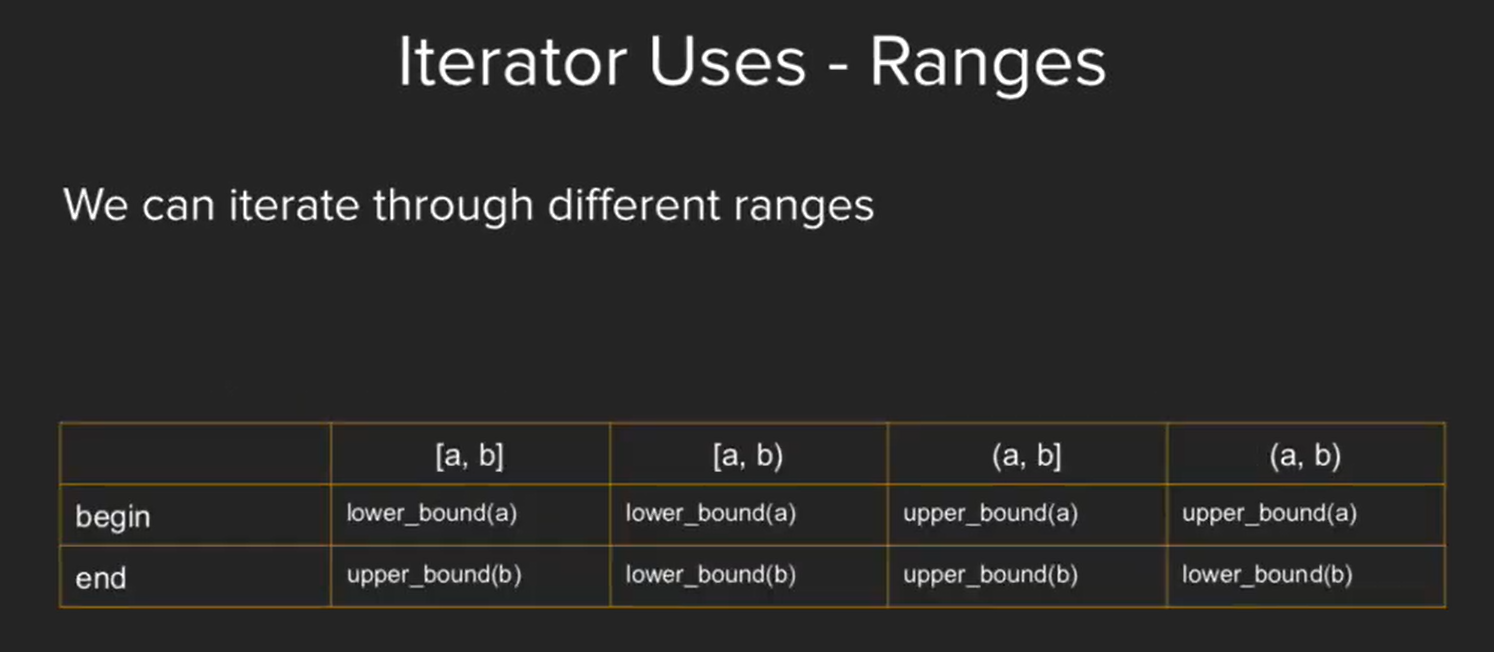 Iterator Uses - Ranges
We can iterate through different ranges
[a, b] [a, b) (a, b] (a, b)
begin lower_bound(a) lower_bound(a) upper_bound(a) upper_bound(a)
end upper_bound(b) lower_bound(b) upper_bound(b) lower_bound(b)